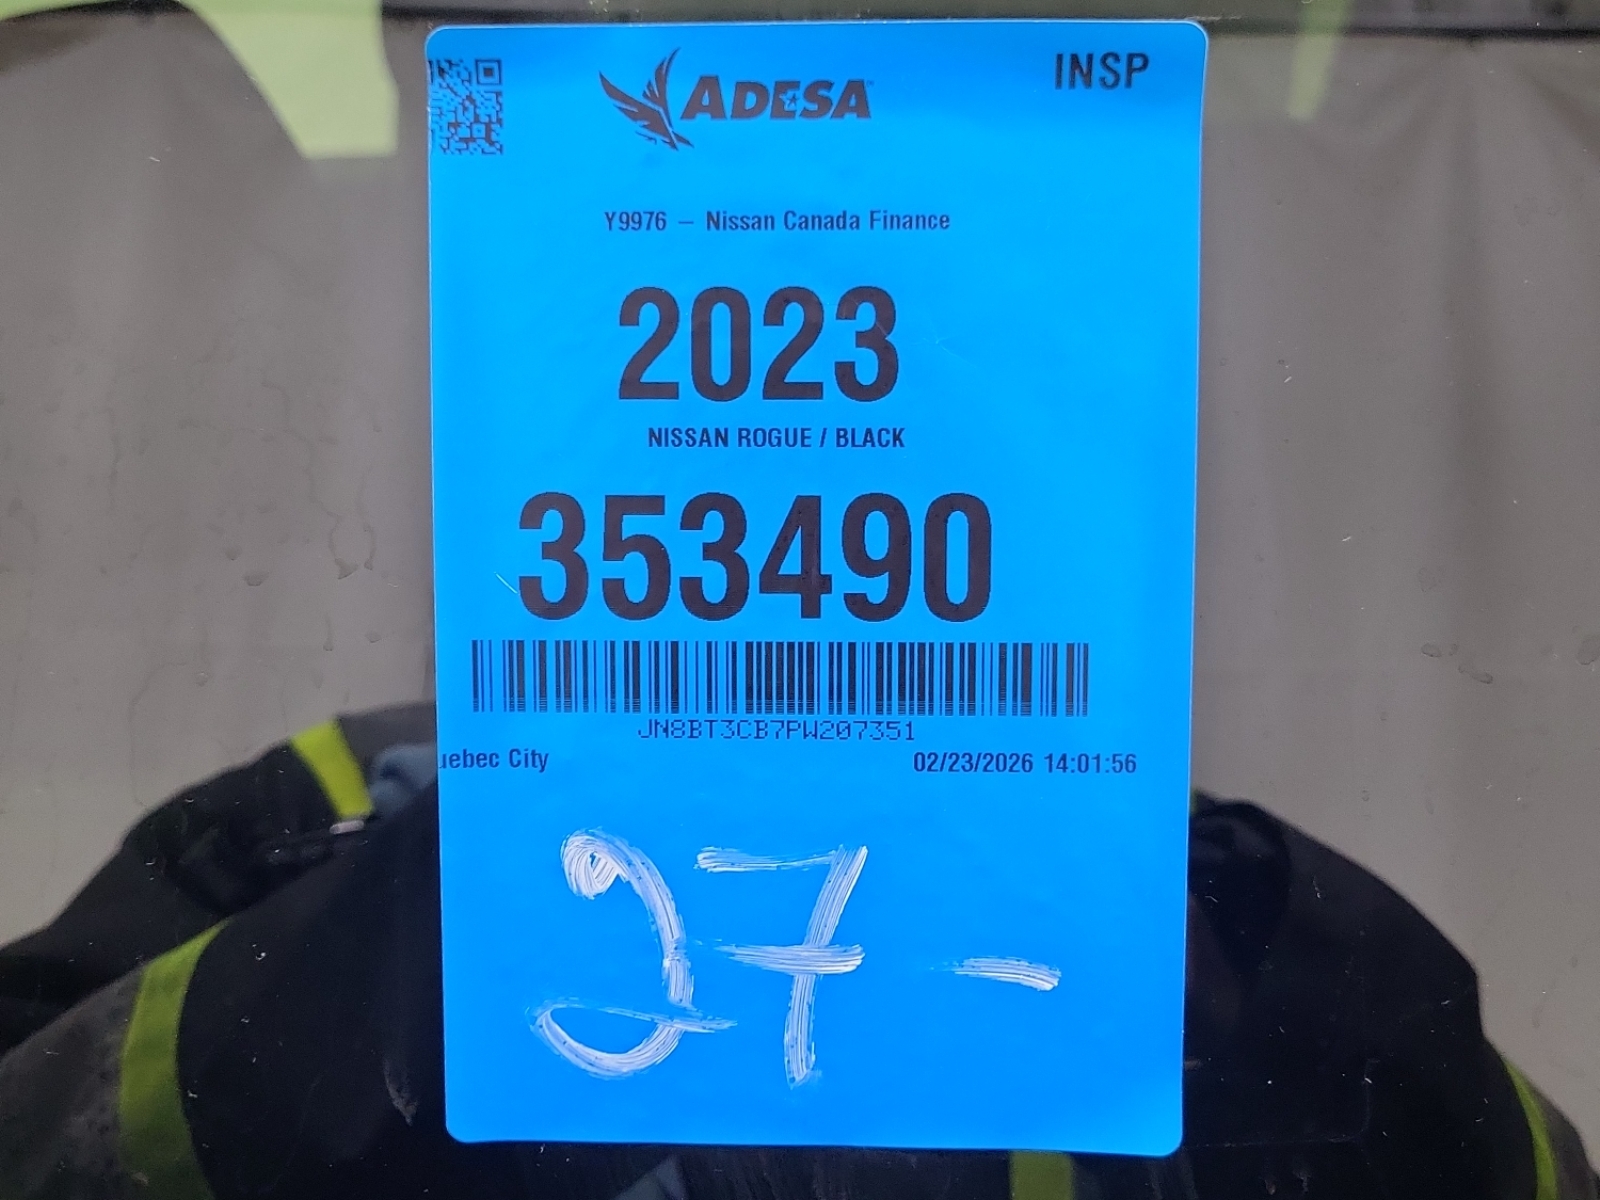 ADESA
INSP
Y9976 – Nissan Canada Finance
2023
NISSAN ROGUE / BLACK
353490
JN8BT3CB7PW207351
uebec City
02/23/2026 14:01:56
27-